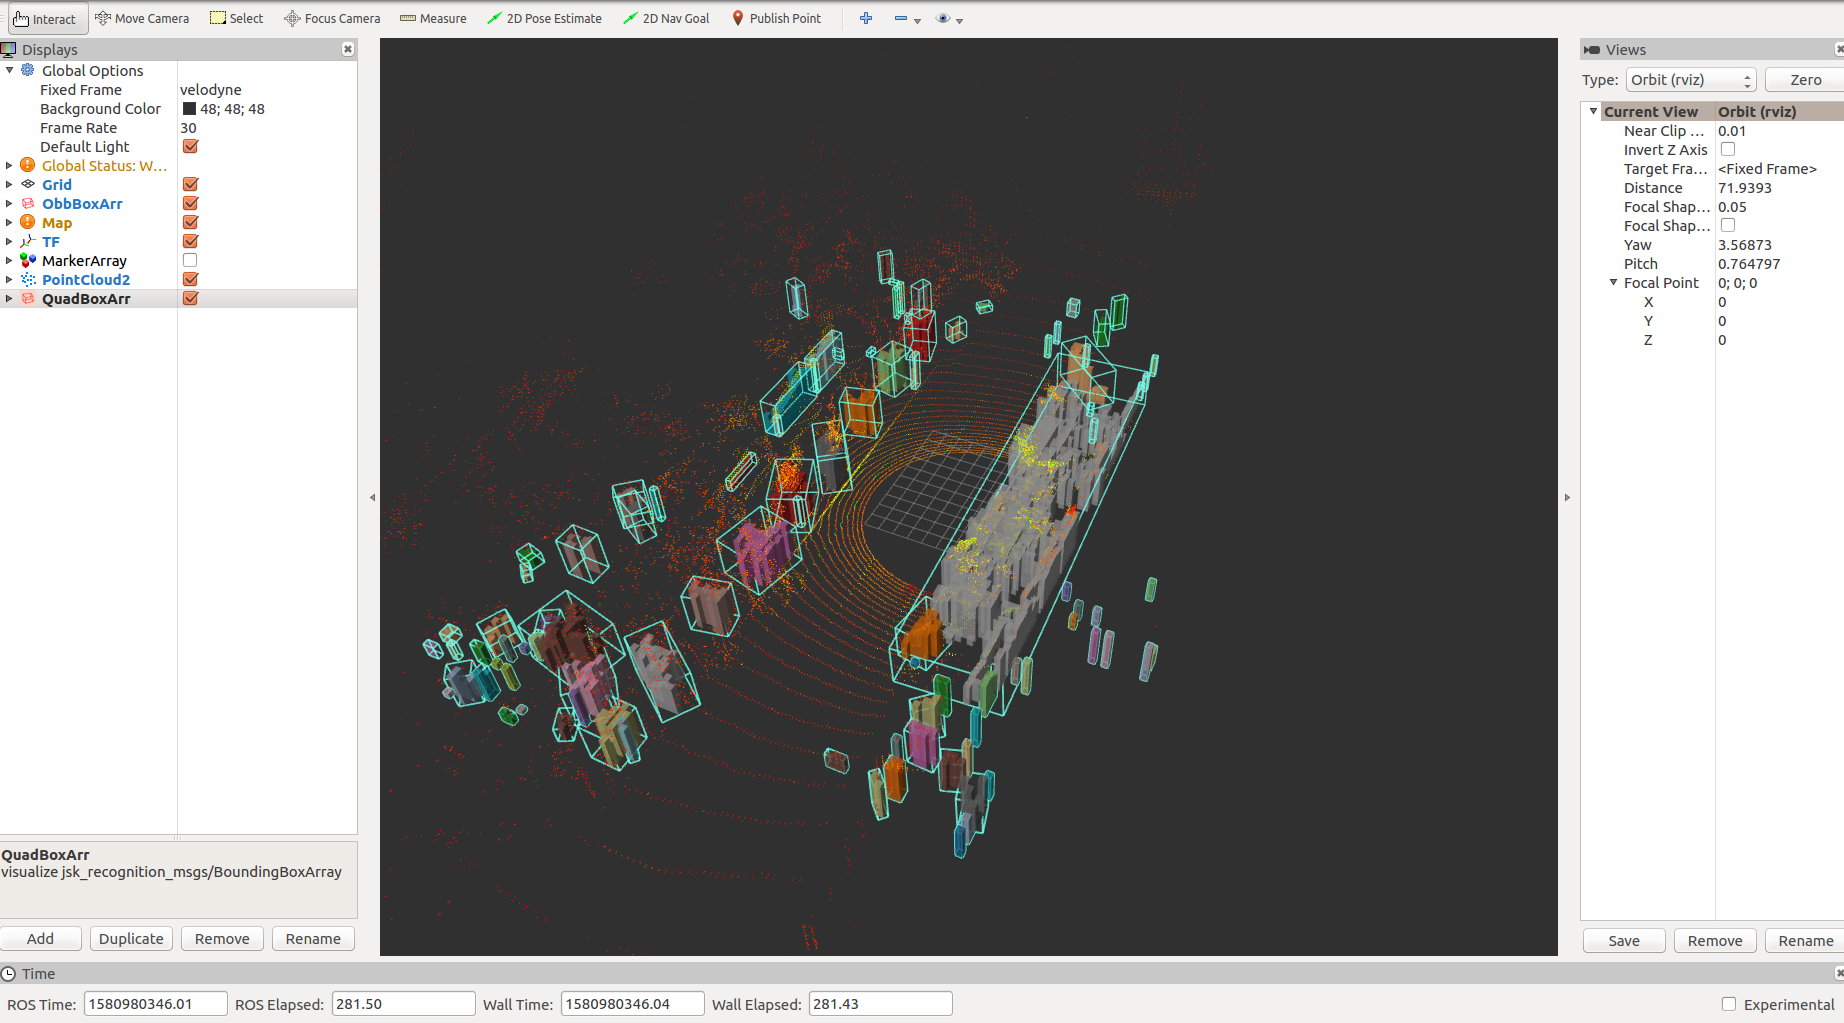 Interact Move Camera Select Focus Camera Measure 2D Pose Estimate 2D Nav Goal Publish Point
Displays
Global Options
Fixed Frame velodyne
Background Color 48; 48; 48
Frame Rate 30
Default Light
Global Status: W...
Grid
ObbBoxArr
Map
TF
MarkerArray
PointCloud2
QuadBoxArr
QuadBoxArr
visualize jsk_recognition_msgs/BoundingBoxArray
Add Duplicate Remove Rename
Views
Type: Orbit (rviz) Zero
Current View Orbit (rviz)
Near Clip ... 0.01
Invert Z Axis
Target Fra... <Fixed Frame>
Distance 71.9393
Focal Shap... 0.05
Focal Shap...
Yaw 3.56873
Pitch 0.764797
Focal Point 0; 0; 0
X 0
Y 0
Z 0
Save Remove Rename
Time
ROS Time: 1580980346.01 ROS Elapsed: 281.50 Wall Time: 1580980346.04 Wall Elapsed: 281.43 Experimental